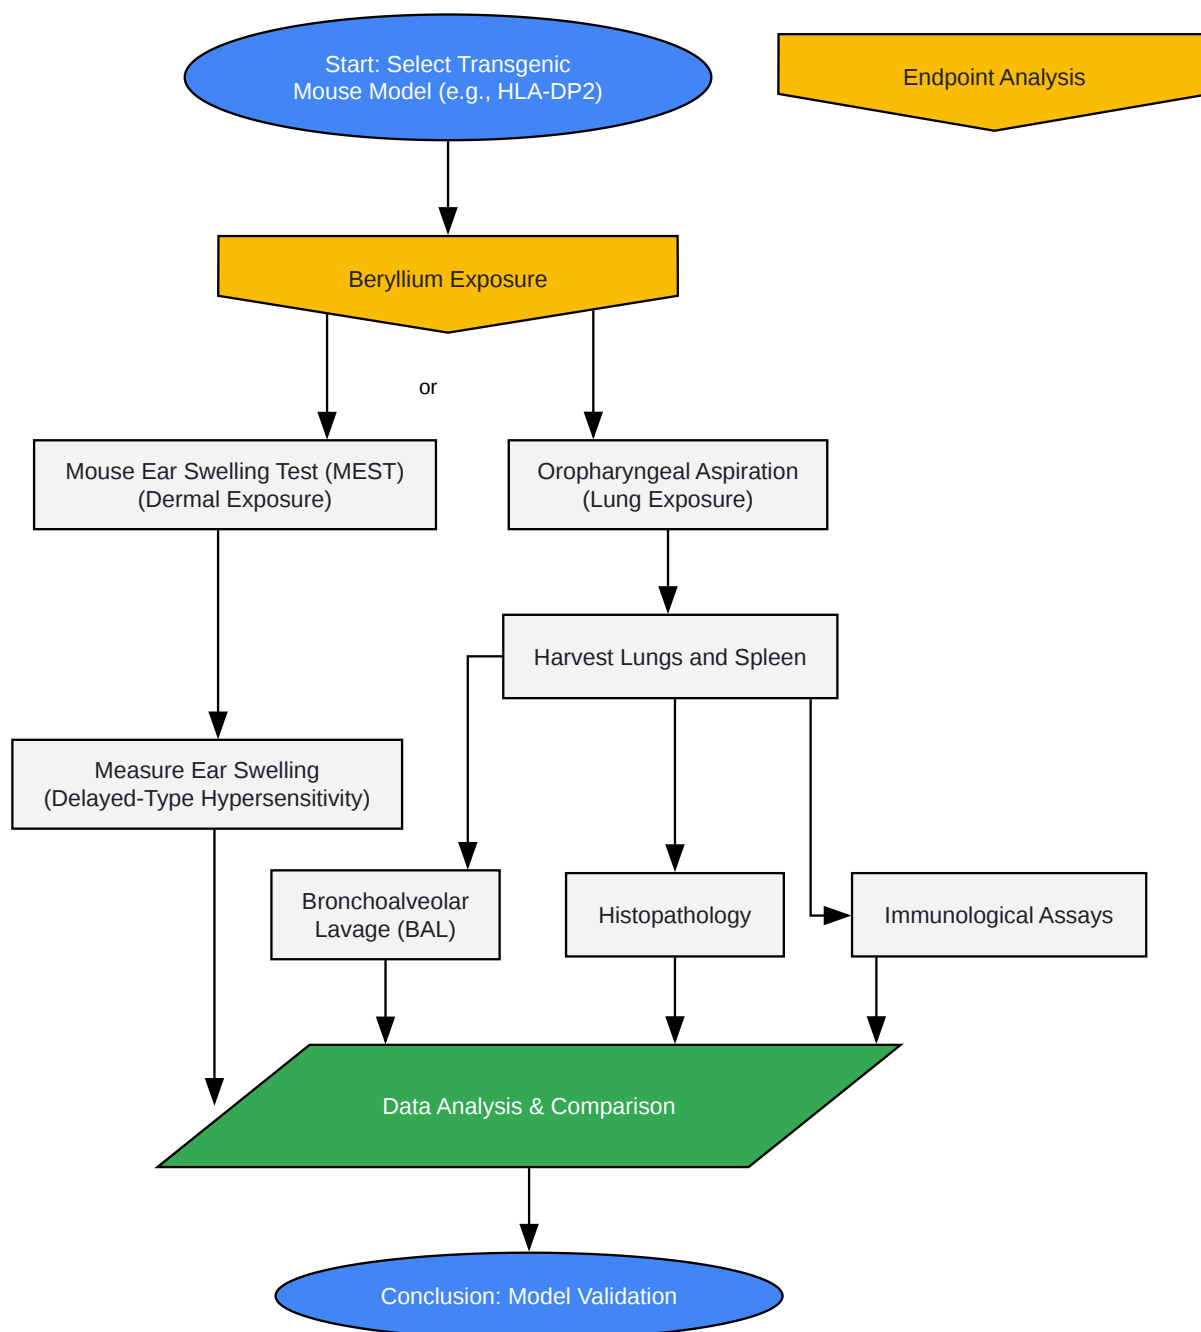 Start: Select Transgenic
Mouse Model (e.g., HLA-DP2)
Endpoint Analysis
Beryllium Exposure
or
Mouse Ear Swelling Test (MEST)
(Dermal Exposure)
Oropharyngeal Aspiration
(Lung Exposure)
Harvest Lungs and Spleen
Measure Ear Swelling
(Delayed-Type Hypersensitivity)
Bronchoalveolar
Lavage (BAL)
Histopathology
Immunological Assays
Data Analysis & Comparison
Conclusion: Model Validation